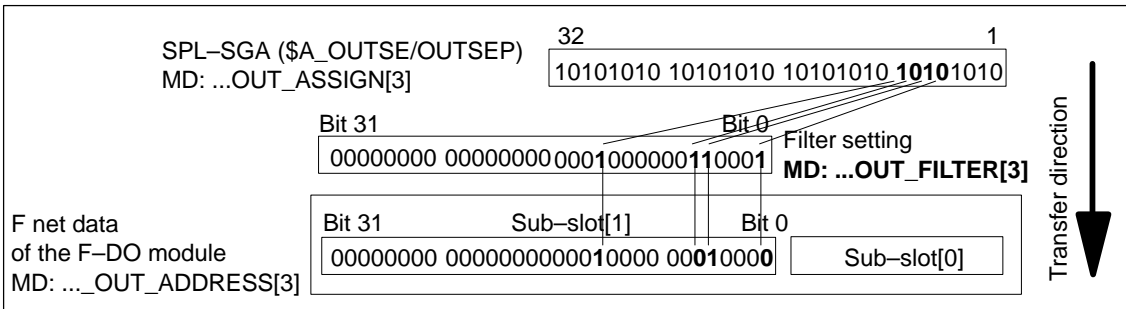 32 1
SPL–SGA ($A_OUTSE/OUTSEP)
MD: ...OUT_ASSIGN[3]
10101010 10101010 10101010 10101010
Bit 31 Bit 0
00000000 00000000 0001000000110001
Filter setting
MD: ...OUT_FILTER[3]
F net data
of the F–DO module
MD: ..._OUT_ADDRESS[3]
Bit 31 Sub–slot[1] Bit 0
00000000 0000000000010000 00010000
Sub–slot[0]
Transfer direction